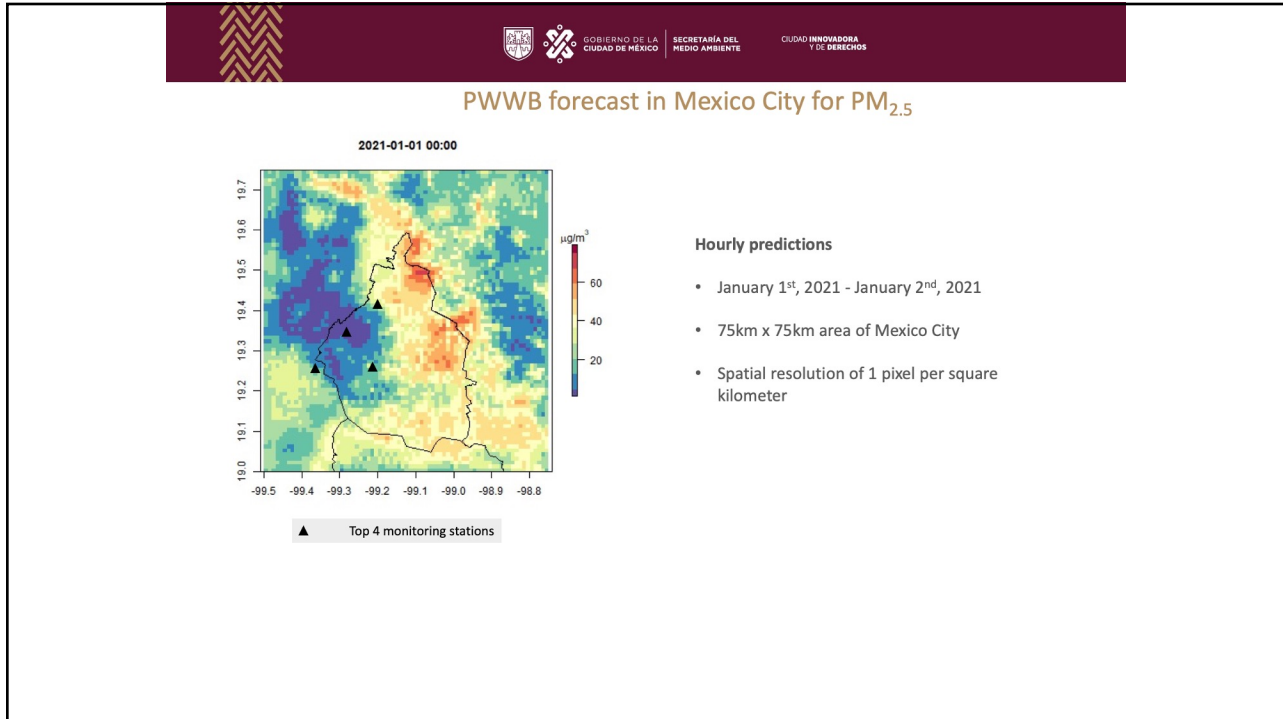 GOBIERNO DE LA
CIUDAD DE MÉXICO
SECRETARÍA DEL
MEDIO AMBIENTE
CIUDAD INNOVADORA
Y DE DERECHOS
PWWB forecast in Mexico City for PM2.5
2021-01-01 00:00
19.7
19.6
19.5
19.4
19.3
19.2
19.1
19.0
-99.5 -99.4 -99.3 -99.2 -99.1 -99.0 -98.9 -98.8
μg/m³
60
40
20
▲ Top 4 monitoring stations
Hourly predictions
• January 1st, 2021 - January 2nd, 2021
• 75km x 75km area of Mexico City
• Spatial resolution of 1 pixel per square
kilometer